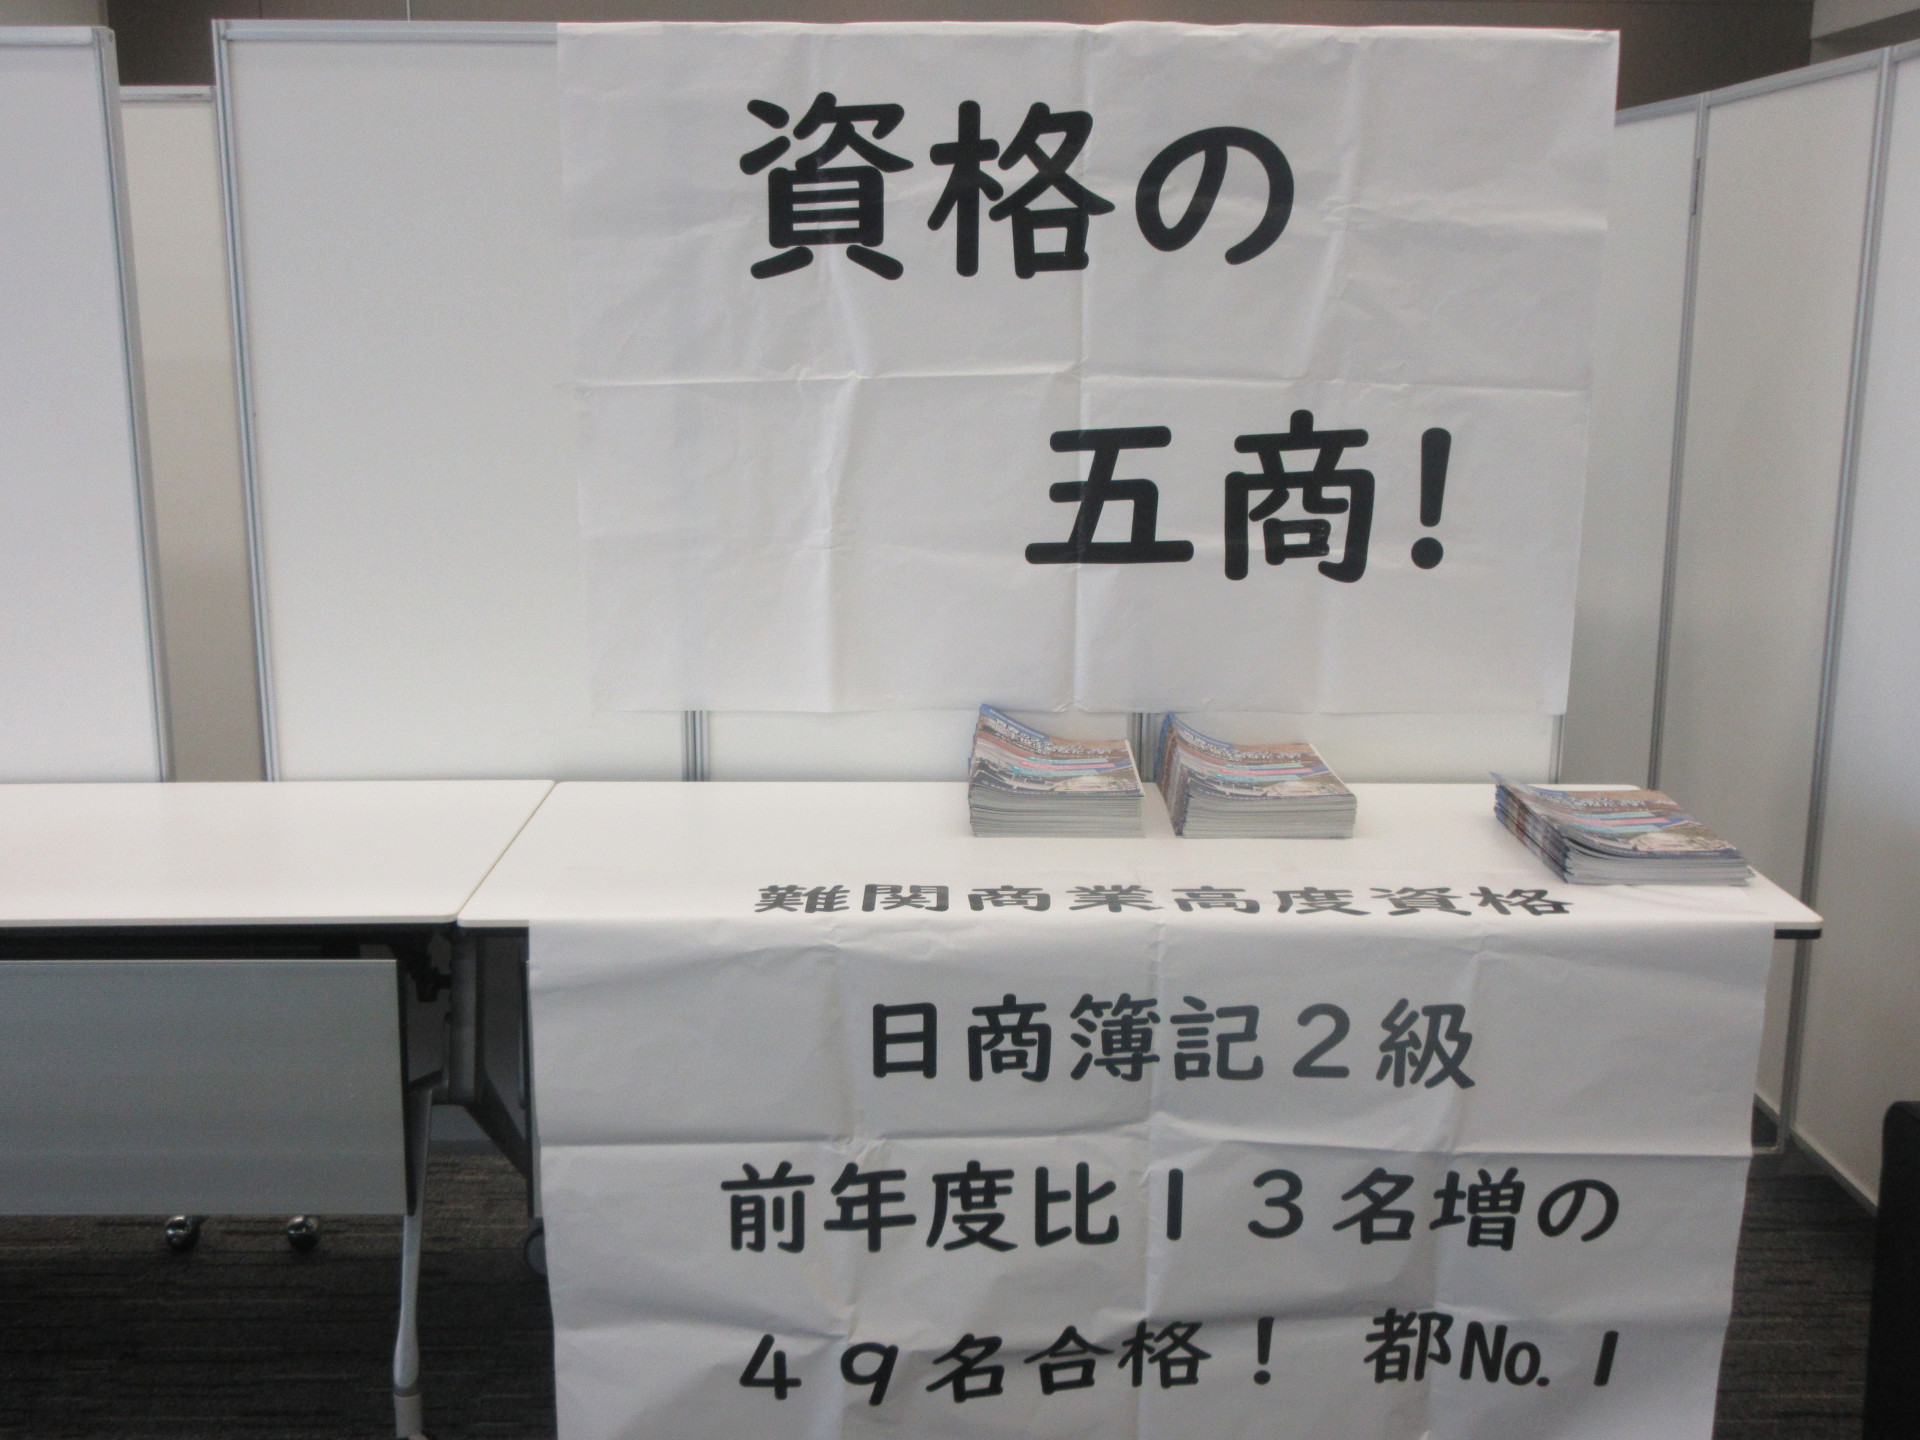 資格の
五商!
難関商業高度資格
日商簿記2級
前年度比13名増の
49名合格! 都No.1